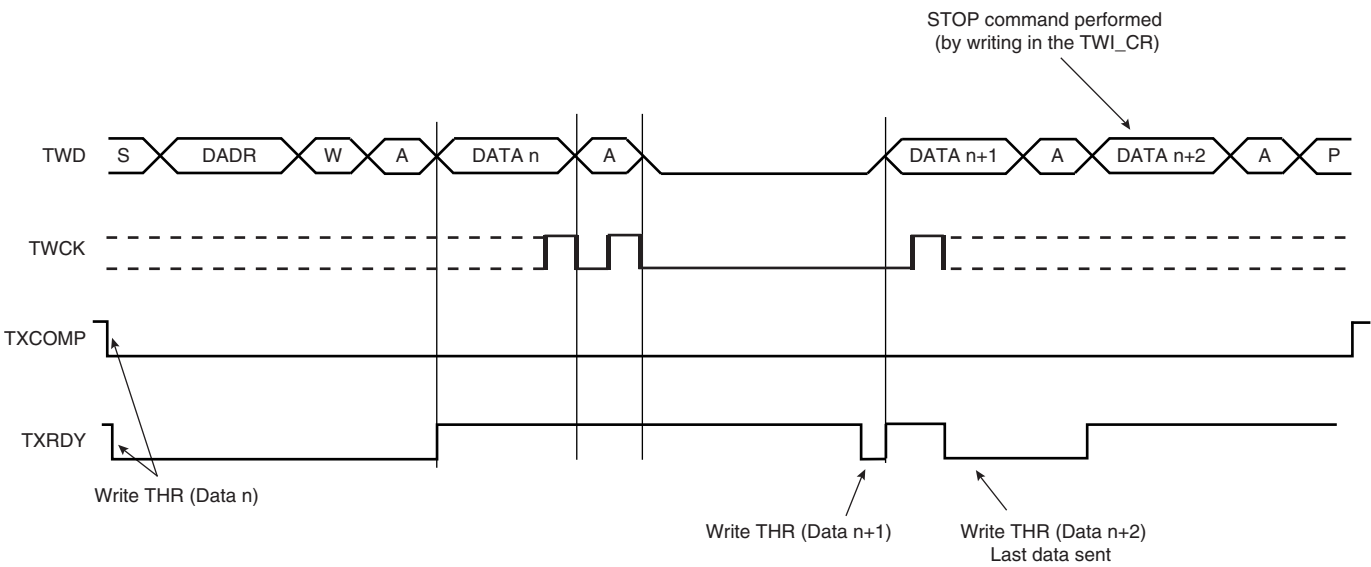 STOP command performed
(by writing in the TWI_CR)
TWD S DADR W A DATA n A DATA n+1 A DATA n+2 A P
TWCK
TXCOMP
TXRDY
Write THR (Data n)
Write THR (Data n+1)
Write THR (Data n+2)
Last data sent